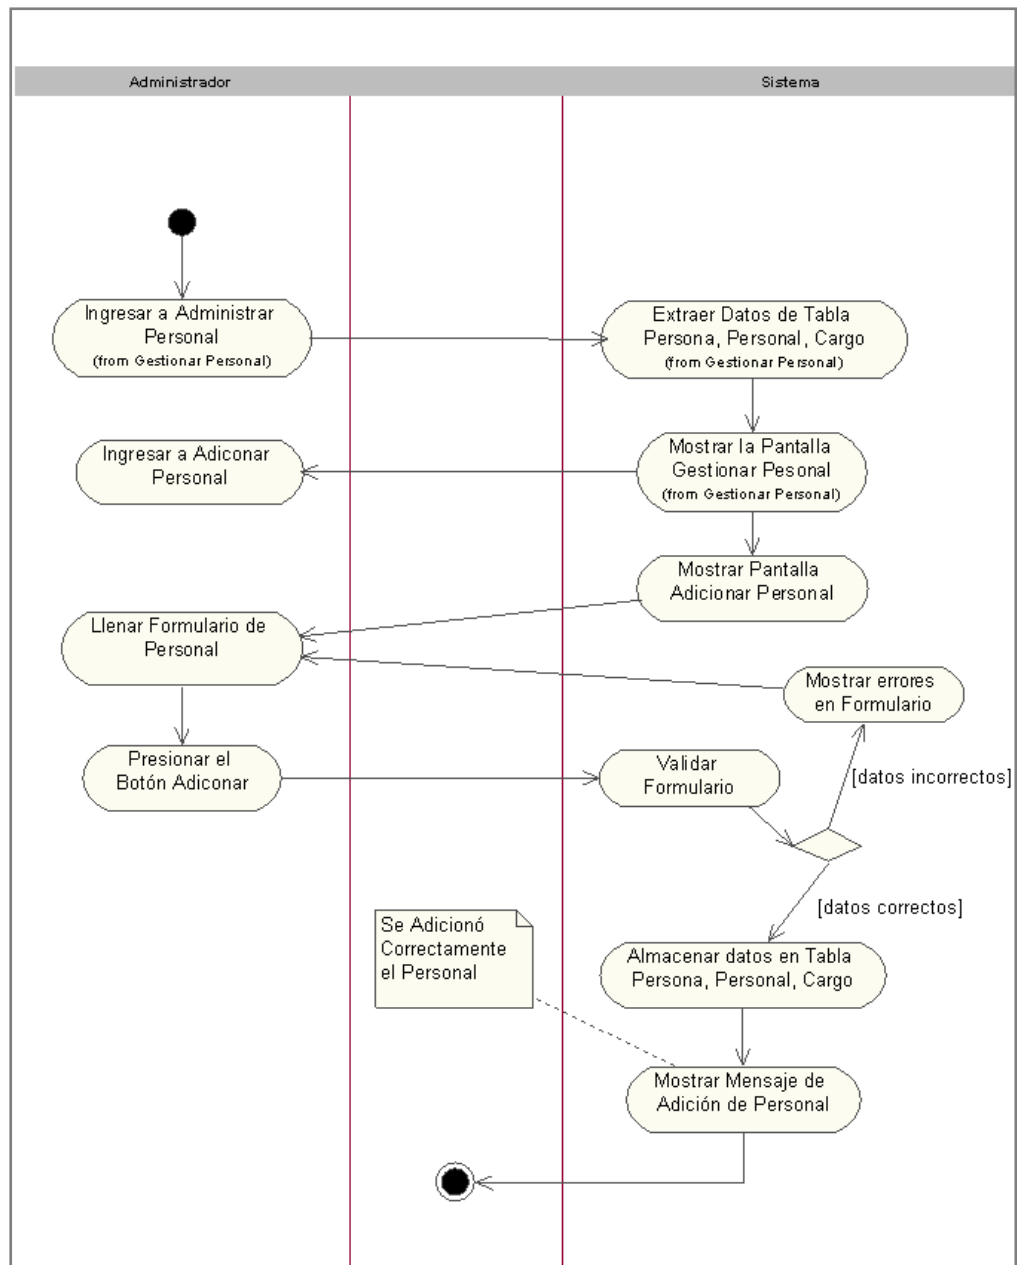 Administrador
Sistema
Ingresar a Administrar
Personal
(from Gestionar Personal)
Extraer Datos de Tabla
Persona, Personal, Cargo
(from Gestionar Personal)
Ingresar a Adiconar
Personal
Mostrar la Pantalla
Gestionar Pesonal
(from Gestionar Personal)
Mostrar Pantalla
Adicionar Personal
Llenar Formulario de
Personal
Mostrar errores
en Formulario
Presionar el
Botón Adiconar
Validar
Formulario
[datos incorrectos]
[datos correctos]
Se Adicionó
Correctamente
el Personal
Almacenar datos en Tabla
Persona, Personal, Cargo
Mostrar Mensaje de
Adición de Personal